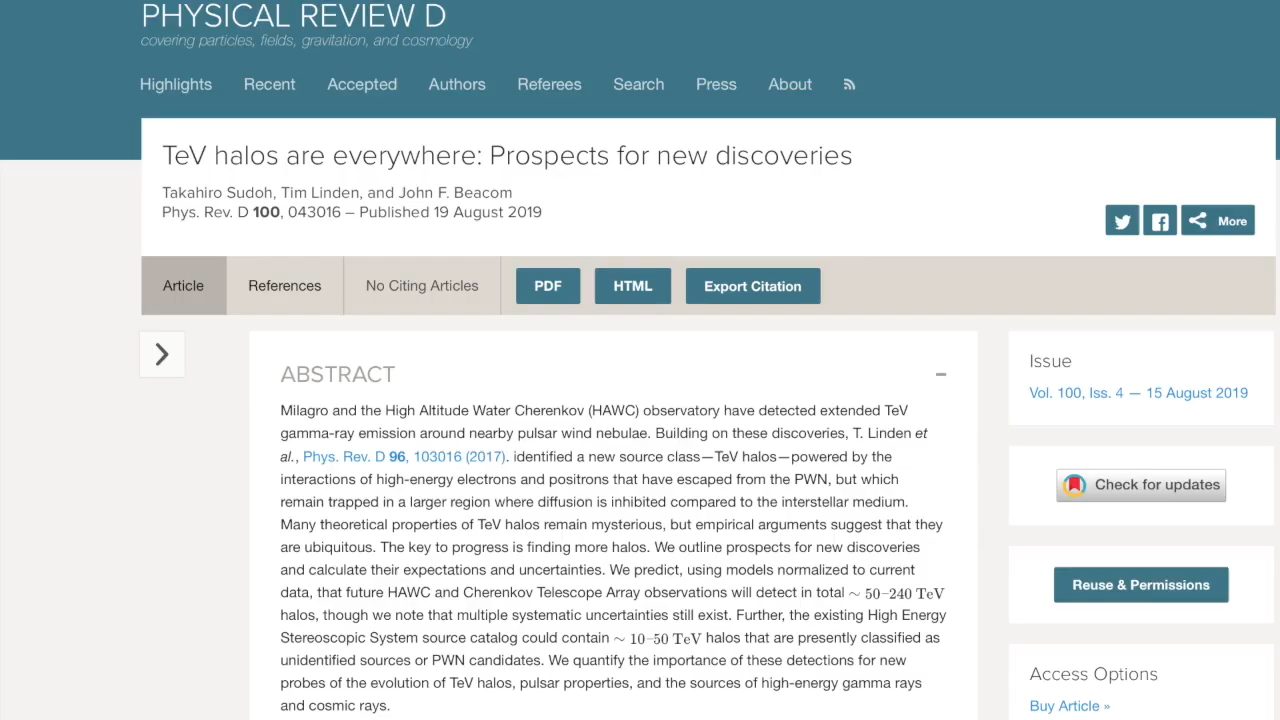 PHYSICAL REVIEW D
covering particles, fields, gravitation, and cosmology
Highlights Recent Accepted Authors Referees Search Press About
TeV halos are everywhere: Prospects for new discoveries
Takahiro Sudoh, Tim Linden, and John F. Beacom
Phys. Rev. D 100, 043016 – Published 19 August 2019
More
Article References No Citing Articles PDF HTML Export Citation
ABSTRACT
Milagro and the High Altitude Water Cherenkov (HAWC) observatory have detected extended TeV
gamma-ray emission around nearby pulsar wind nebulae. Building on these discoveries, T. Linden et
al., Phys. Rev. D 96, 103016 (2017). identified a new source class—TeV halos—powered by the
interactions of high-energy electrons and positrons that have escaped from the PWN, but which
remain trapped in a larger region where diffusion is inhibited compared to the interstellar medium.
Many theoretical properties of TeV halos remain mysterious, but empirical arguments suggest that they
are ubiquitous. The key to progress is finding more halos. We outline prospects for new discoveries
and calculate their expectations and uncertainties. We predict, using models normalized to current
data, that future HAWC and Cherenkov Telescope Array observations will detect in total ∼ 50–240 TeV
halos, though we note that multiple systematic uncertainties still exist. Further, the existing High Energy
Stereoscopic System source catalog could contain ∼ 10–50 TeV halos that are presently classified as
unidentified sources or PWN candidates. We quantify the importance of these detections for new
probes of the evolution of TeV halos, pulsar properties, and the sources of high-energy gamma rays
and cosmic rays.
Issue
Vol. 100, Iss. 4 — 15 August 2019
Check for updates
Reuse & Permissions
Access Options
Buy Article »